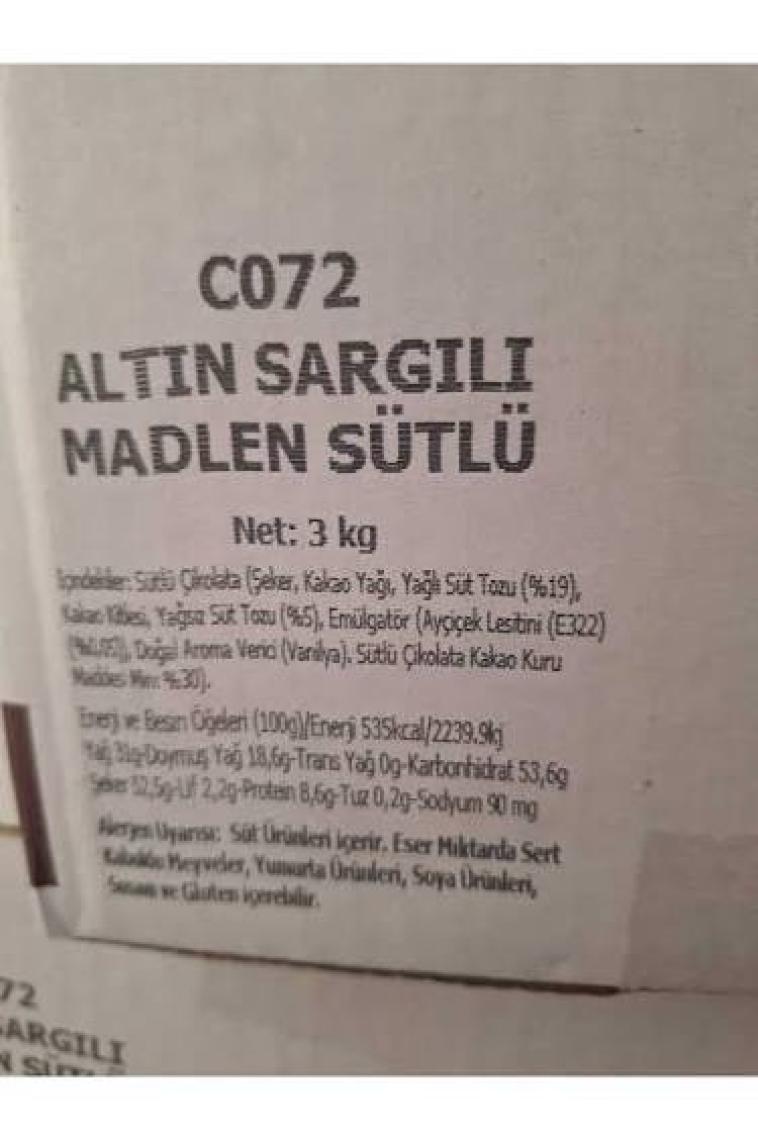 C072
ALTIN SARGILI
MADLEN SÜTLÜ
Net: 3 kg
İçindekiler: Sütlü Çikolata (Şeker, Kakao Yağı, Yağlı Süt Tozu (%19),
Kakao Kitlesi, Yağsız Süt Tozu (%5), Emülgatör (Ayçiçek Lesitini (E322)
Doğal Aroma Verici (Vanilya). Sütlü Çikolata Kakao Kuru
Maddesi Min: %30).
Enerji ve Besin Öğeleri (100g)/Enerji 535kcal/2239.9kj
Yağ 31g-Doymuş Yağ 18,6g-Trans Yağ 0g-Karbonhidrat 53,6g
Şeker 52,5g-Lif 2,2g-Protein 8,6g-Tuz 0,2g-Sodyum 90 mg
Alerjen Uyarısı: Süt Ürünleri içerir. Eser Miktarda Sert
Kabuklu Meyveler, Yumurta Ürünleri, Soya Ürünleri,
Susam ve Gluten içerebilir.
72
SARGILI
N SÜTL